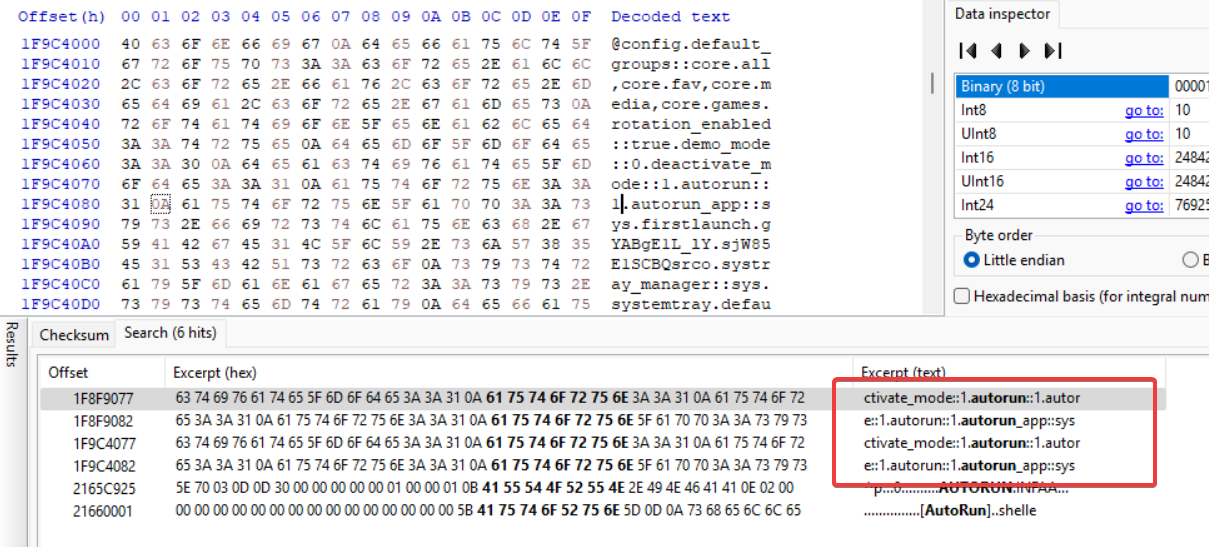 Offset(h) 00 01 02 03 04 05 06 07 08 09 0A 0B 0C 0D 0E 0F Decoded text
1F9C4000 40 63 6F 6E 66 69 67 0A 64 65 66 61 75 6C 74 5F @config.default_
1F9C4010 67 72 6F 75 70 73 3A 3A 63 6F 72 65 2E 61 6C 6C groups::core.all
1F9C4020 2C 63 6F 72 65 2E 66 61 76 2C 63 6F 72 65 2E 6D ,core.fav,core.m
1F9C4030 65 64 69 61 2C 63 6F 72 65 2E 67 61 6D 65 73 0A edia,core.games.
1F9C4040 72 6F 74 61 74 69 6F 6E 5F 65 6E 61 62 6C 65 64 rotation_enabled
1F9C4050 3A 3A 74 72 75 65 0A 64 65 6D 6F 5F 6D 6F 64 65 ::true.demo_mode
1F9C4060 3A 3A 30 0A 64 65 61 63 74 69 76 61 74 65 5F 6D ::0.deactivate_m
1F9C4070 6F 64 65 3A 3A 31 0A 61 75 74 6F 72 75 6E 3A 3A ode::1.autorun::
1F9C4080 31 0A 61 75 74 6F 72 75 6E 5F 61 70 70 3A 3A 73 1.autorun_app::s
1F9C4090 79 73 2E 66 69 72 73 74 6C 61 75 6E 63 68 2E 67 ys.firstlaunch.g
1F9C40A0 59 41 42 67 45 31 4C 5F 6C 59 2E 73 6A 57 38 35 YABgE1L_lY.sjW85
1F9C40B0 45 31 53 43 42 51 73 72 63 6F 0A 73 79 73 74 72 E1SCBQsrco.systr
1F9C40C0 61 79 5F 6D 61 6E 61 67 65 72 3A 3A 73 79 73 2E ay_manager::sys.
1F9C40D0 73 79 73 74 65 6D 74 72 61 79 0A 64 65 66 61 75 systemtray.defau
Data inspector
Binary (8 bit) 00001
Int8 go to: 10
UInt8 go to: 10
Int16 go to: 24842
UInt16 go to: 24842
Int24 go to: 76925
Byte order
Little endian
Hexadecimal basis (for integral num
Results
Checksum Search (6 hits)
Offset Excerpt (hex) Excerpt (text)
1F8F9077 63 74 69 76 61 74 65 5F 6D 6F 64 65 3A 3A 31 0A 61 75 74 6F 72 75 6E 3A 3A 31 0A 61 75 74 6F 72 ctivate_mode::1.autorun::1.autor
1F8F9082 65 3A 3A 31 0A 61 75 74 6F 72 75 6E 3A 3A 31 0A 61 75 74 6F 72 75 6E 5F 61 70 70 3A 3A 73 79 73 e::1.autorun::1.autorun_app::sys
1F9C4077 63 74 69 76 61 74 65 5F 6D 6F 64 65 3A 3A 31 0A 61 75 74 6F 72 75 6E 3A 3A 31 0A 61 75 74 6F 72 ctivate_mode::1.autorun::1.autor
1F9C4082 65 3A 3A 31 0A 61 75 74 6F 72 75 6E 3A 3A 31 0A 61 75 74 6F 72 75 6E 5F 61 70 70 3A 3A 73 79 73 e::1.autorun::1.autorun_app::sys
2165C925 5E 70 03 0D 0D 30 00 00 00 00 00 01 00 00 01 0B 41 55 54 4F 52 55 4E 2E 49 4E 46 41 41 0E 02 00 ^p...0..........AUTORUN.INFAA...
21660001 00 00 00 00 00 00 00 00 00 00 00 00 00 00 00 5B 41 75 74 6F 52 75 6E 5D 0D 0A 73 68 65 6C 6C 65 ...............[AutoRun]..shelle